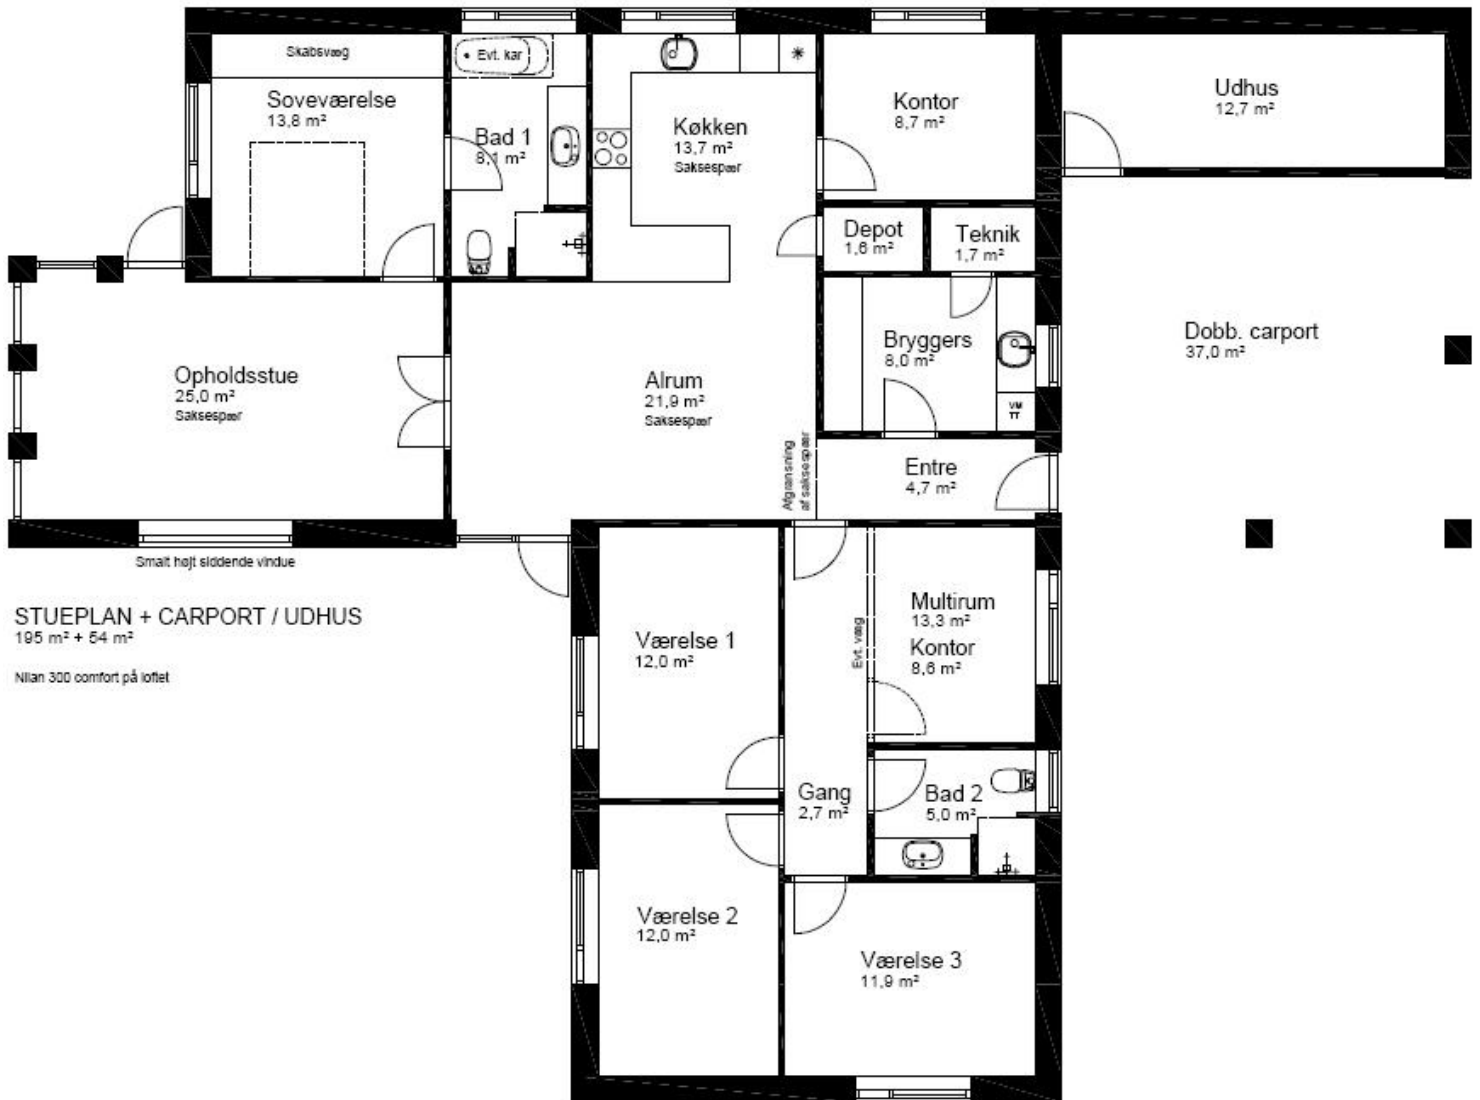 Skabsvæg
Soveværelse
13,8 m²
Evt. kar
Bad 1
8,1 m²
Køkken
13,7 m²
Saksespær
Kontor
8,7 m²
Udhus
12,7 m²
Depot
1,6 m²
Teknik
1,7 m²
Bryggers
8,0 m²
VM
TT
Dobb. carport
37,0 m²
Opholdsstue
25,0 m²
Saksespær
Alrum
21,9 m²
Saksespær
Afgrænsning
af saksespær
Entre
4,7 m²
Smalt højt siddende vindue
STUEPLAN + CARPORT / UDHUS
195 m² + 54 m²
Nilan 300 comfort på loftet
Værelse 1
12,0 m²
Evt. væg
Multirum
13,3 m²
Kontor
8,6 m²
Gang
2,7 m²
Bad 2
5,0 m²
Værelse 2
12,0 m²
Værelse 3
11,9 m²